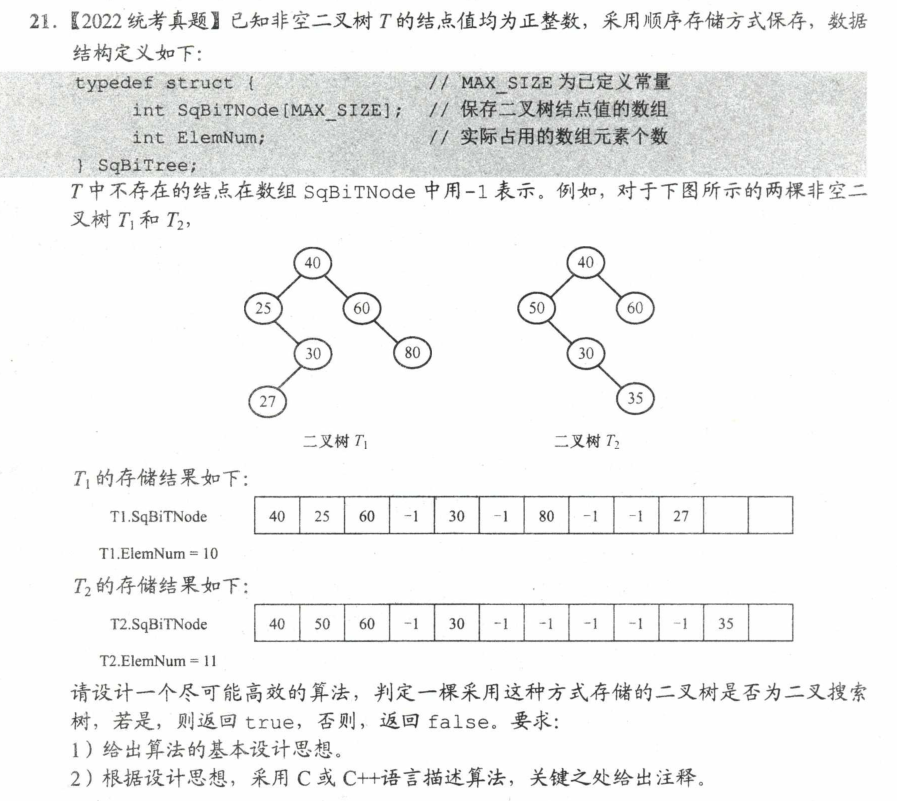 21.【2022 统考真题】已知非空二叉树 T 的结点值均为正整数，采用顺序存储方式保存，数据
结构定义如下：
typedef struct { // MAX_SIZE 为已定义常量
int SqBiTNode[MAX_SIZE]; // 保存二叉树结点值的数组
int ElemNum; // 实际占用的数组元素个数
} SqBiTree;
T 中不存在的结点在数组 SqBiTNode 中用-1 表示。例如，对于下图所示的两棵非空二
叉树 T₁ 和 T₂，
40 40
25 60 50 60
30 80 30
27 35
二叉树 T₁ 二叉树 T₂
T₁ 的存储结果如下：
T1.SqBiTNode 40 25 60 -1 30 -1 80 -1 -1 27
T1.ElemNum = 10
T₂ 的存储结果如下：
T2.SqBiTNode 40 50 60 -1 30 -1 -1 -1 -1 -1 35
T2.ElemNum = 11
请设计一个尽可能高效的算法，判定一棵采用这种方式存储的二叉树是否为二叉搜索
树，若是，则返回 true，否则，返回 false。要求：
1）给出算法的基本设计思想。
2）根据设计思想，采用 C 或 C++语言描述算法，关键之处给出注释。